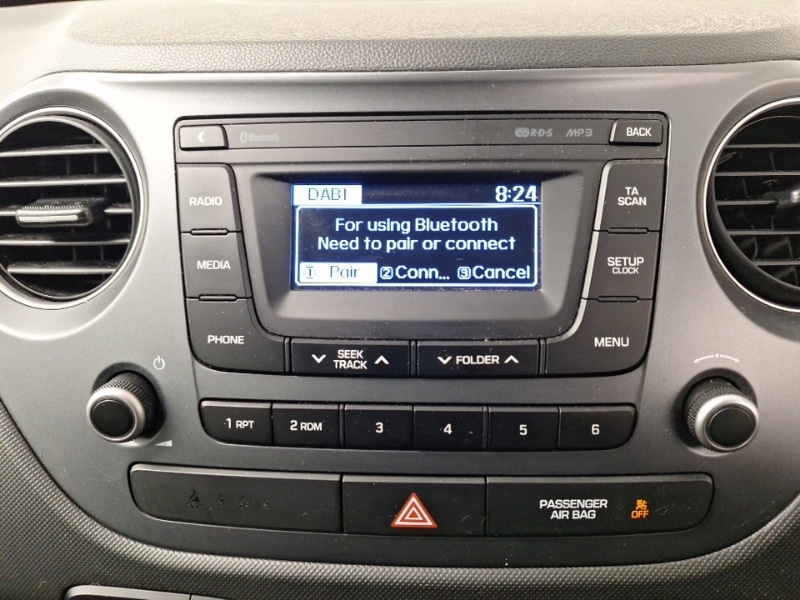 Bluetooth
R·D·S
MP3
BACK
RADIO
MEDIA
PHONE
DAB1 8:24
For using Bluetooth
Need to pair or connect
1 Pair 2 Conn... 3 Cancel
TA
SCAN
SETUP
CLOCK
MENU
SEEK
TRACK
FOLDER
1 RPT
2 RDM
3
4
5
6
PASSENGER
AIR BAG
OFF